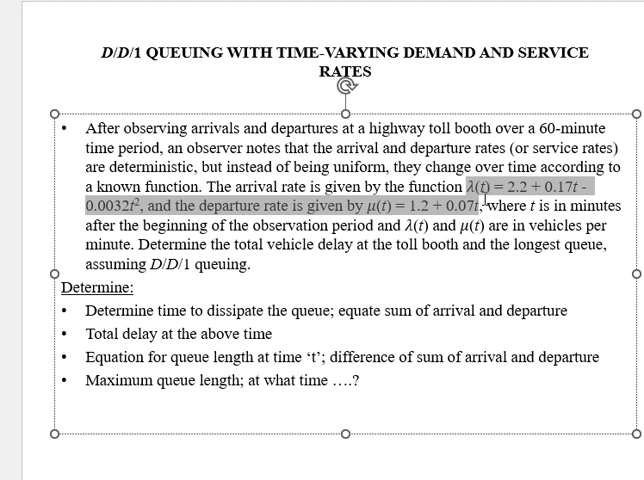 D/D/1 QUEUING WITH TIME-VARYING DEMAND AND SERVICE
RATES
• After observing arrivals and departures at a highway toll booth over a 60-minute
time period, an observer notes that the arrival and departure rates (or service rates)
are deterministic, but instead of being uniform, they change over time according to
a known function. The arrival rate is given by the function λ(t) = 2.2 + 0.17t -
0.0032t², and the departure rate is given by μ(t) = 1.2 + 0.07t, where t is in minutes
after the beginning of the observation period and λ(t) and μ(t) are in vehicles per
minute. Determine the total vehicle delay at the toll booth and the longest queue,
assuming D/D/1 queuing.
Determine:
• Determine time to dissipate the queue; equate sum of arrival and departure
• Total delay at the above time
• Equation for queue length at time ‘t’; difference of sum of arrival and departure
• Maximum queue length; at what time ….?